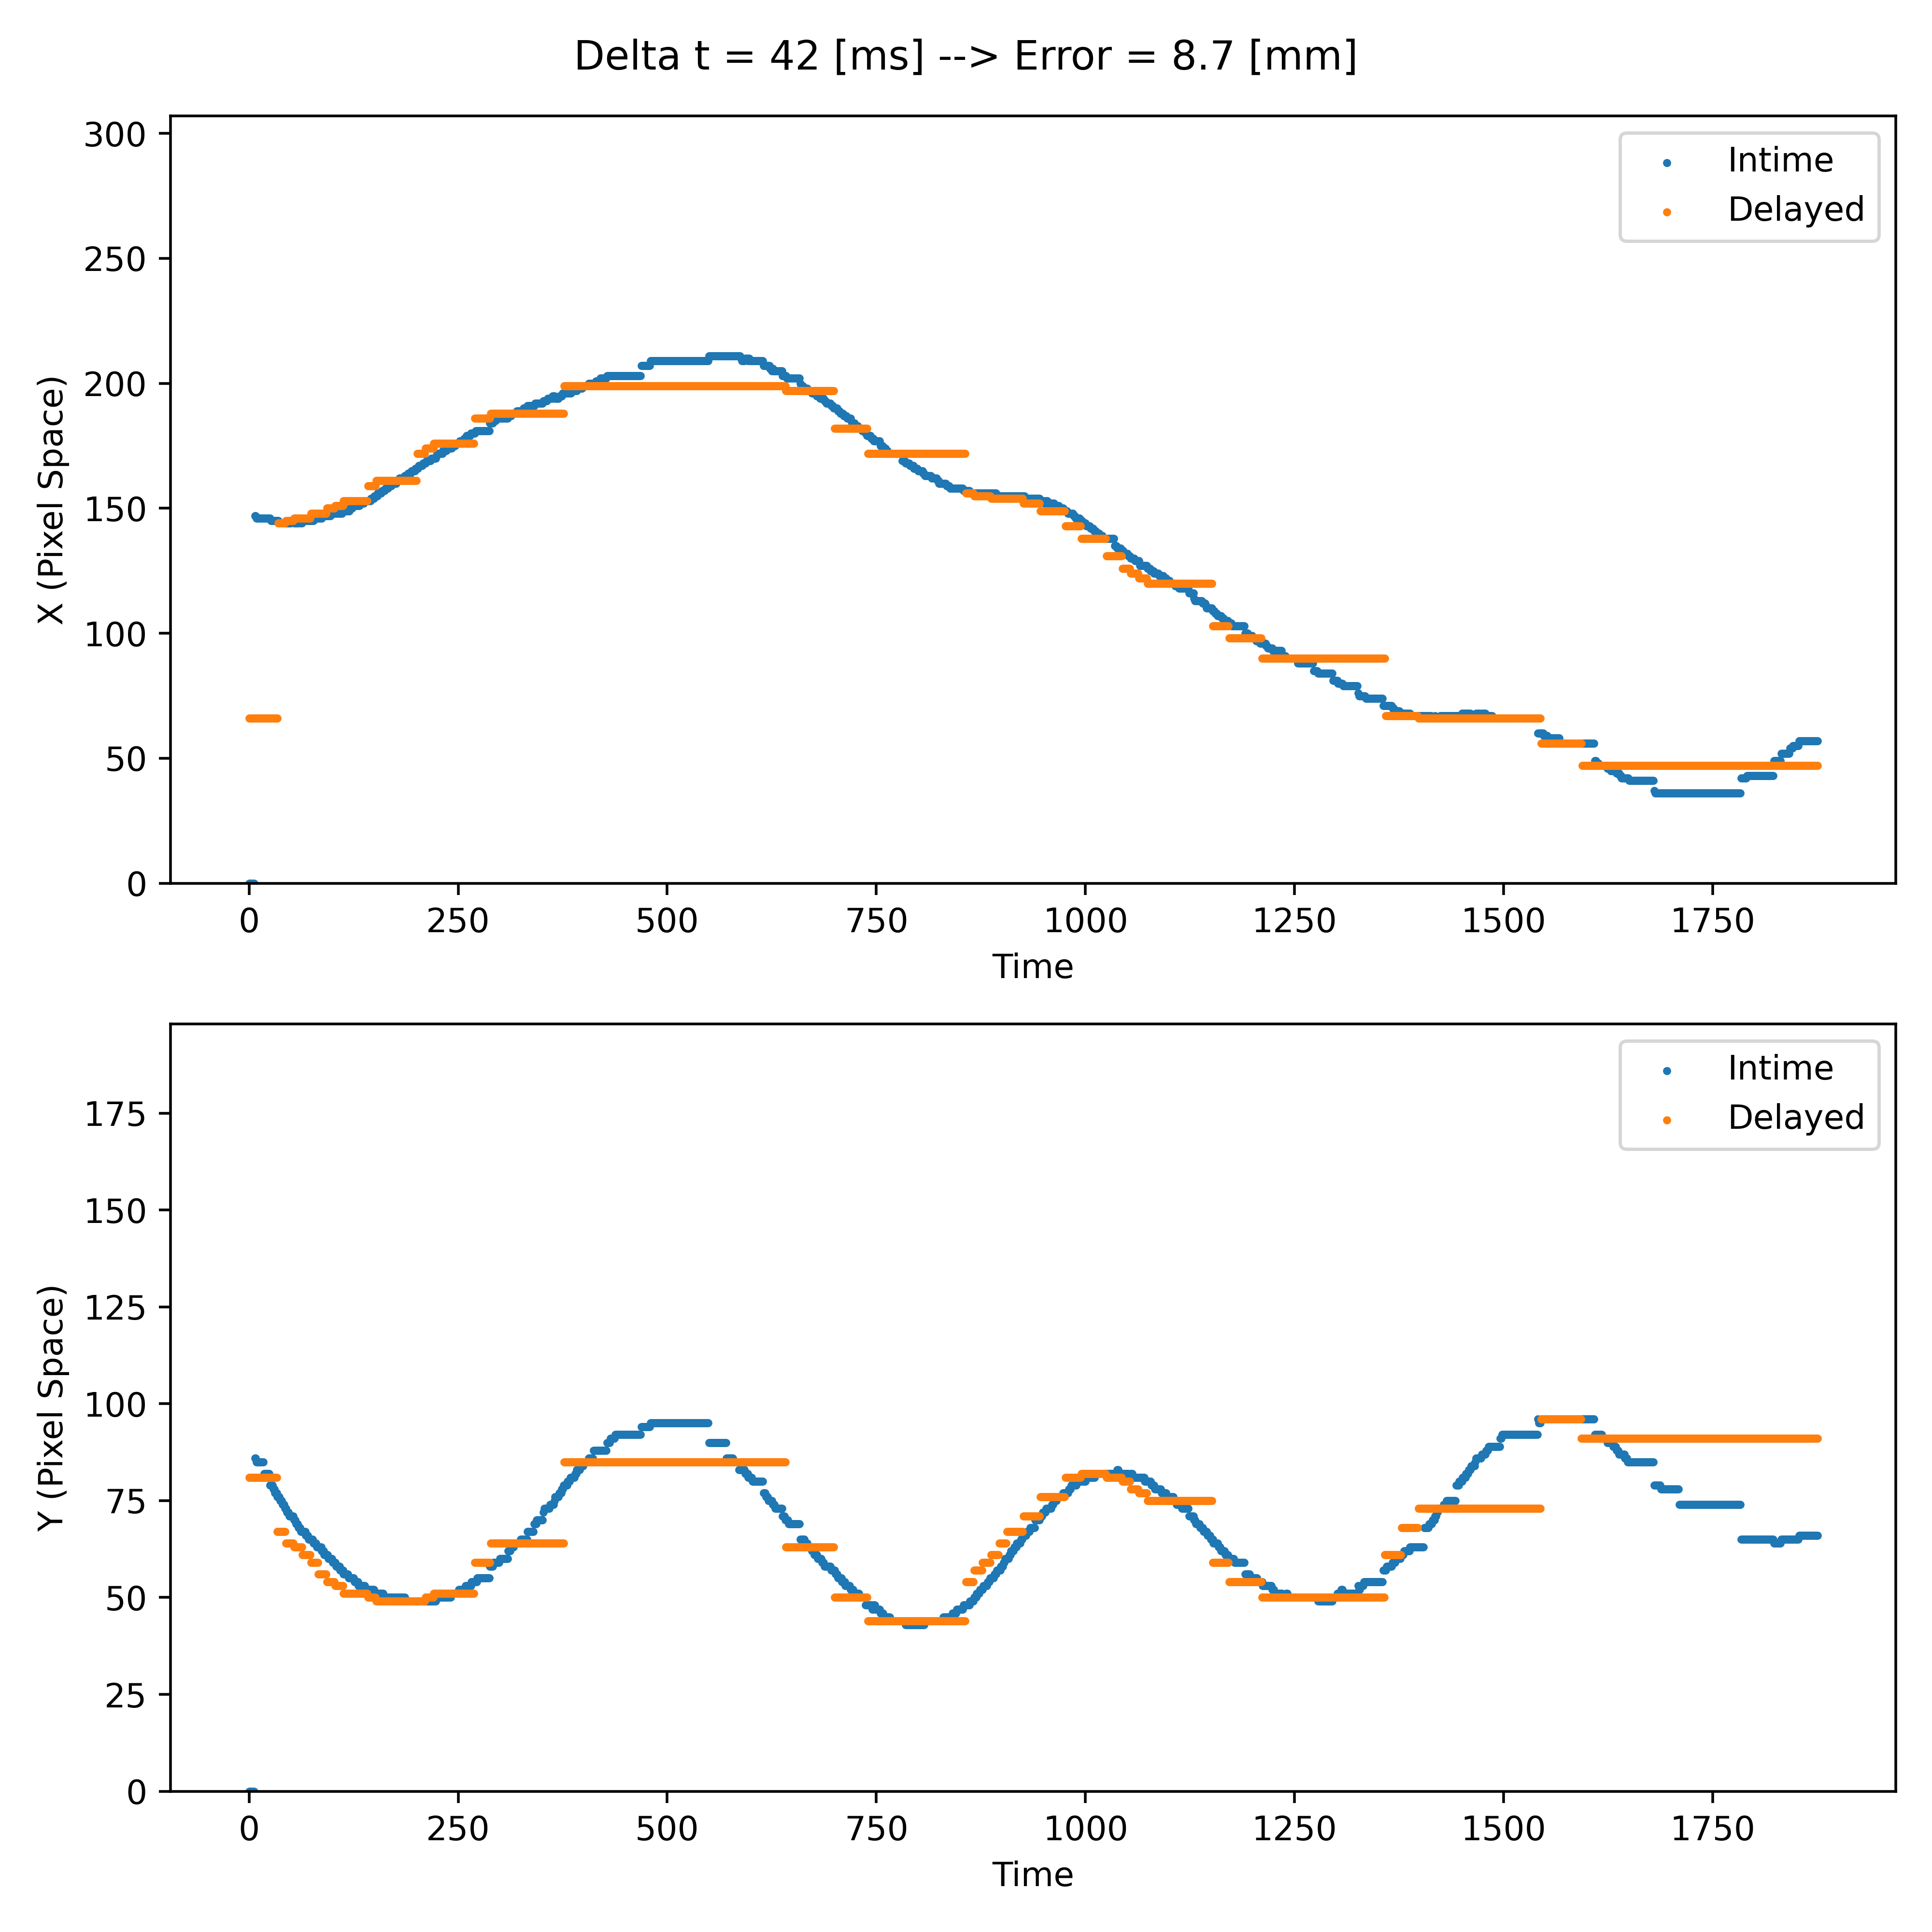 Delta t = 42 [ms] --> Error = 8.7 [mm]
300
250
200
150
100
50
0
X (Pixel Space)
Intime
Delayed
0 250 500 750 1000 1250 1500 1750
Time
175
150
125
100
75
50
25
0
Y (Pixel Space)
Intime
Delayed
0 250 500 750 1000 1250 1500 1750
Time